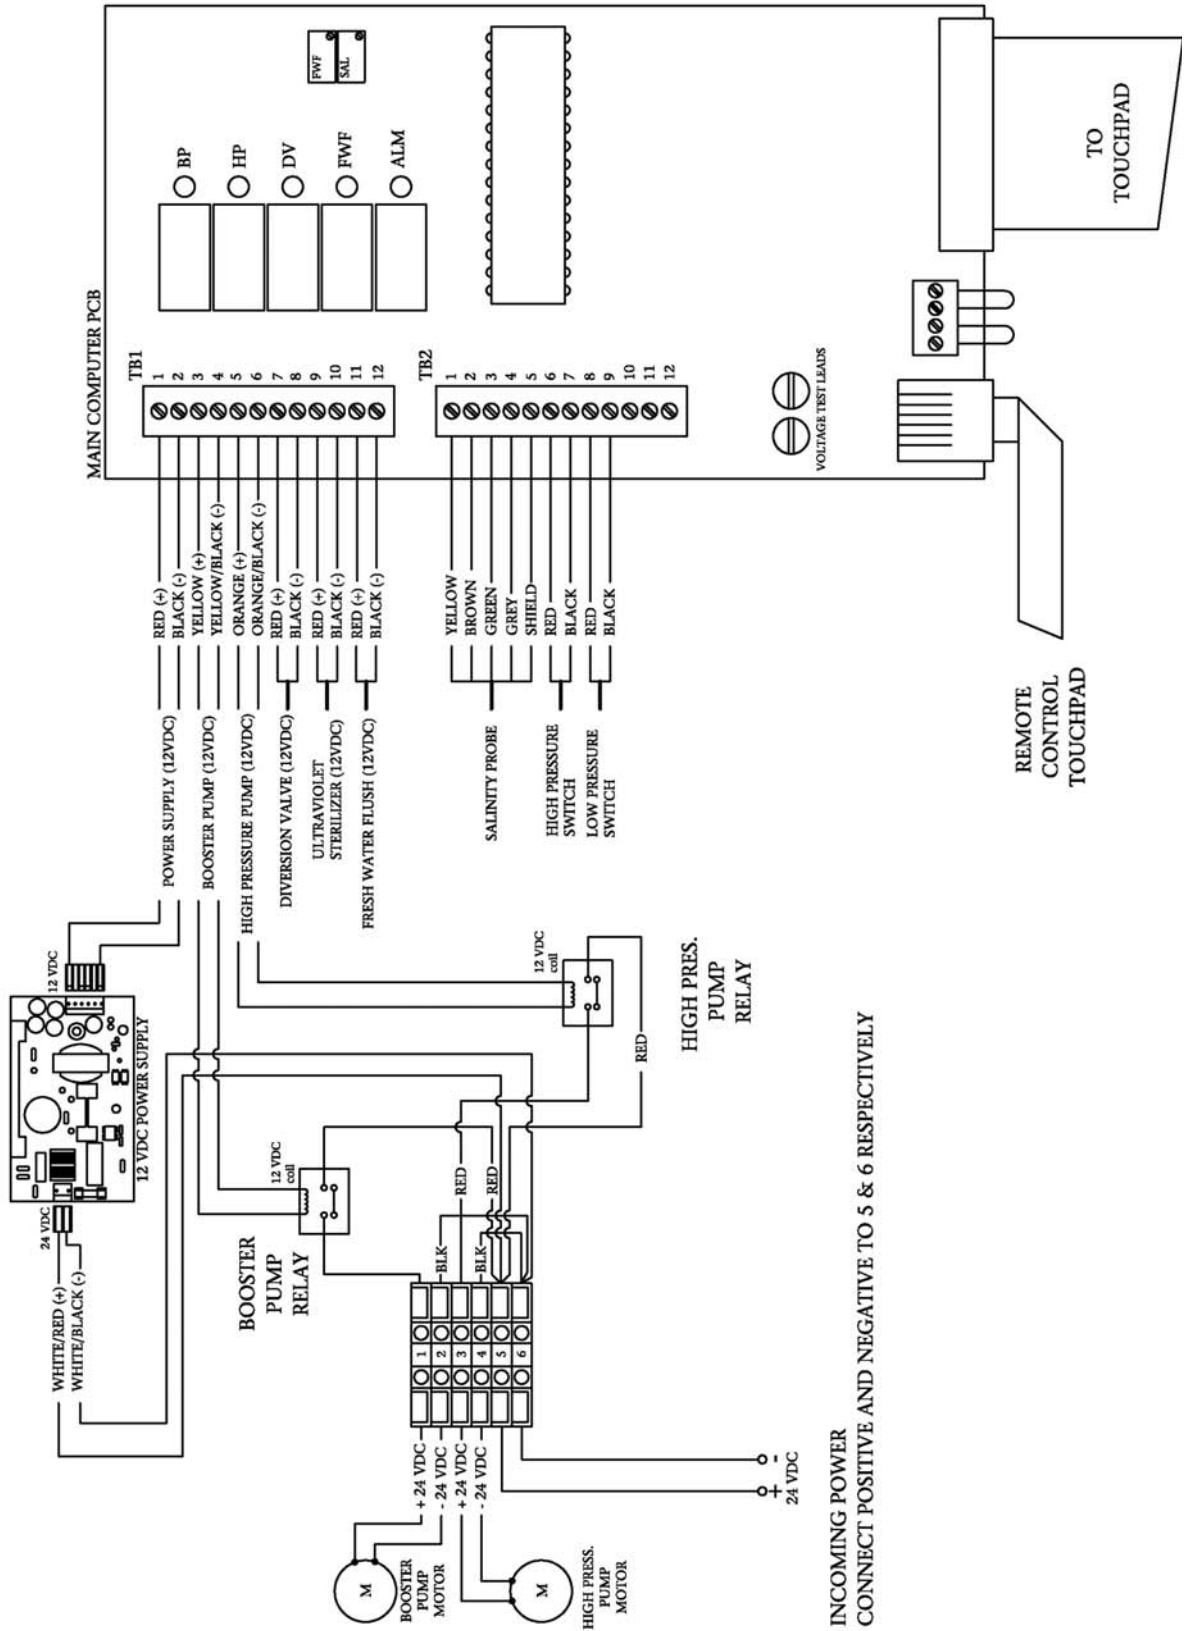 MAIN COMPUTER PCB
TB1
1
2
3
4
5
6
7
8
9
10
11
12
BP
HP
DV
FWF
ALM
FWF
SAL
TB2
1
2
3
4
5
6
7
8
9
10
11
12
VOLTAGE TEST LEADS
TO
TOUCHPAD
REMOTE
CONTROL
TOUCHPAD
RED (+)
BLACK (-)
YELLOW (+)
YELLOW/BLACK (-)
ORANGE (+)
ORANGE/BLACK (-)
RED (+)
BLACK (-)
RED (+)
BLACK (-)
RED (+)
BLACK (-)
POWER SUPPLY (12VDC)
BOOSTER PUMP (12VDC)
HIGH PRESSURE PUMP (12VDC)
DIVERSION VALVE (12VDC)
ULTRAVIOLET
STERILIZER (12VDC)
FRESH WATER FLUSH (12VDC)
YELLOW
BROWN
GREEN
GREY
SHIELD
RED
BLACK
RED
BLACK
SALINITY PROBE
HIGH PRESSURE
SWITCH
LOW PRESSURE
SWITCH
12 VDC
12 VDC POWER SUPPLY
24 VDC
WHITE/RED (+)
WHITE/BLACK (-)
12 VDC
coil
BOOSTER
PUMP
RELAY
12 VDC
coil
HIGH PRES.
PUMP
RELAY
RED
RED
RED
BLK
BLK
1
2
3
4
5
6
+ 24 VDC
- 24 VDC
+ 24 VDC
- 24 VDC
M
BOOSTER
PUMP
MOTOR
M
HIGH PRESS.
PUMP
MOTOR
+ -
24 VDC
INCOMING POWER
CONNECT POSITIVE AND NEGATIVE TO 5 & 6 RESPECTIVELY